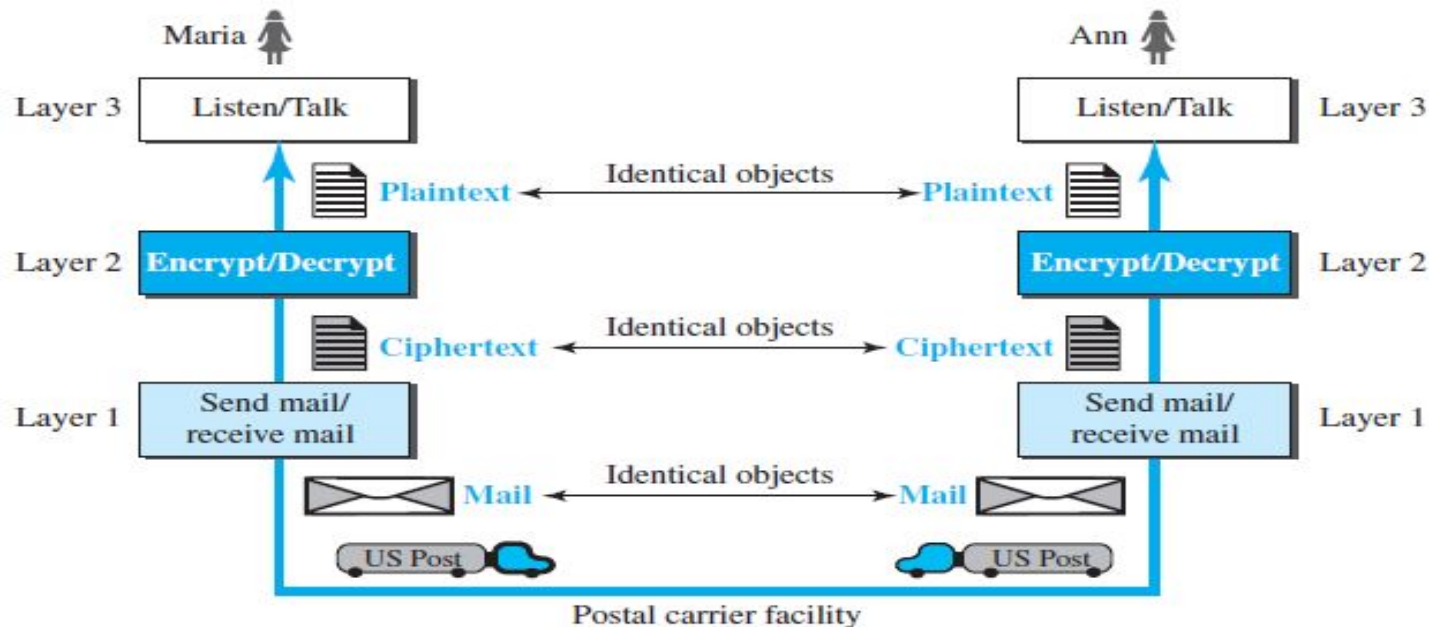 Maria
Ann
Layer 3
Listen/Talk
Listen/Talk
Layer 3
Plaintext
Identical objects
Plaintext
Layer 2
Encrypt/Decrypt
Encrypt/Decrypt
Layer 2
Ciphertext
Identical objects
Ciphertext
Layer 1
Send mail/
receive mail
Send mail/
receive mail
Layer 1
Mail
Identical objects
Mail
US Post
US Post
Postal carrier facility